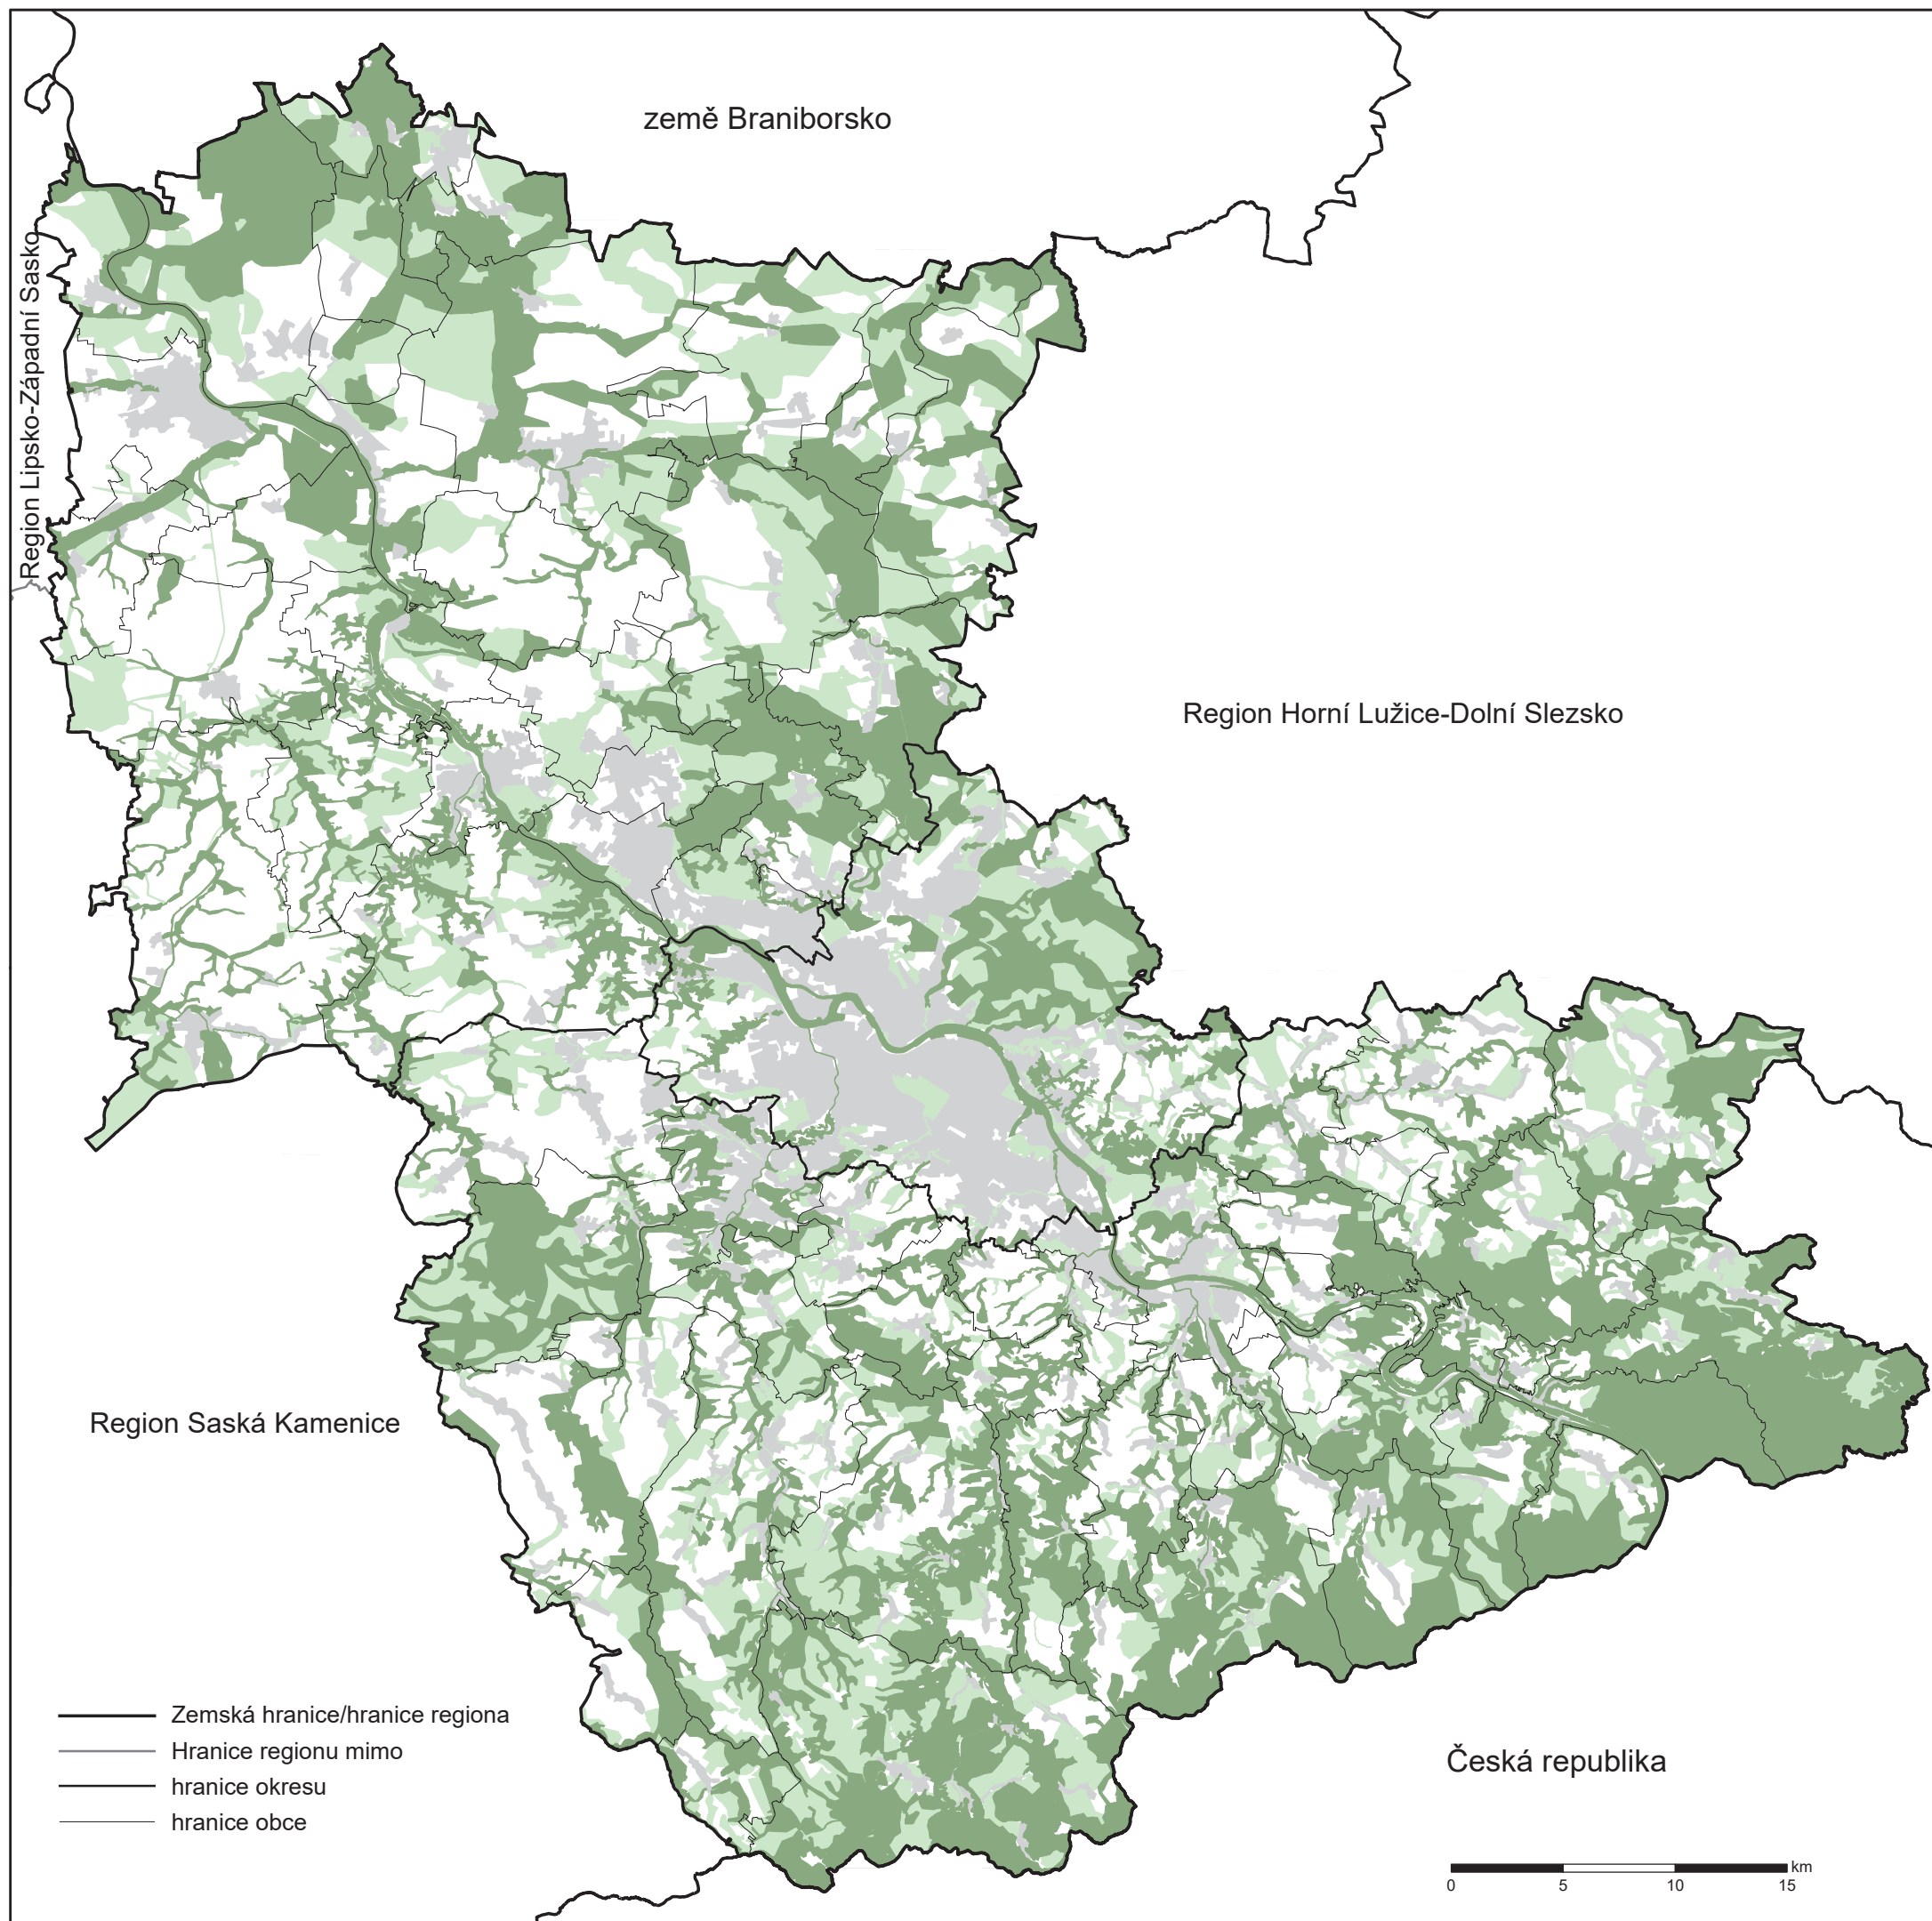 země Braniborsko
Region Lipsko-Západní Sasko
Region Horní Lužice-Dolní Slezsko
Region Saská Kamenice
Česká republika
Zemská hranice/hranice regiona
Hranice regionu mimo
hranice okresu
hranice obce
km
0 5 10 15